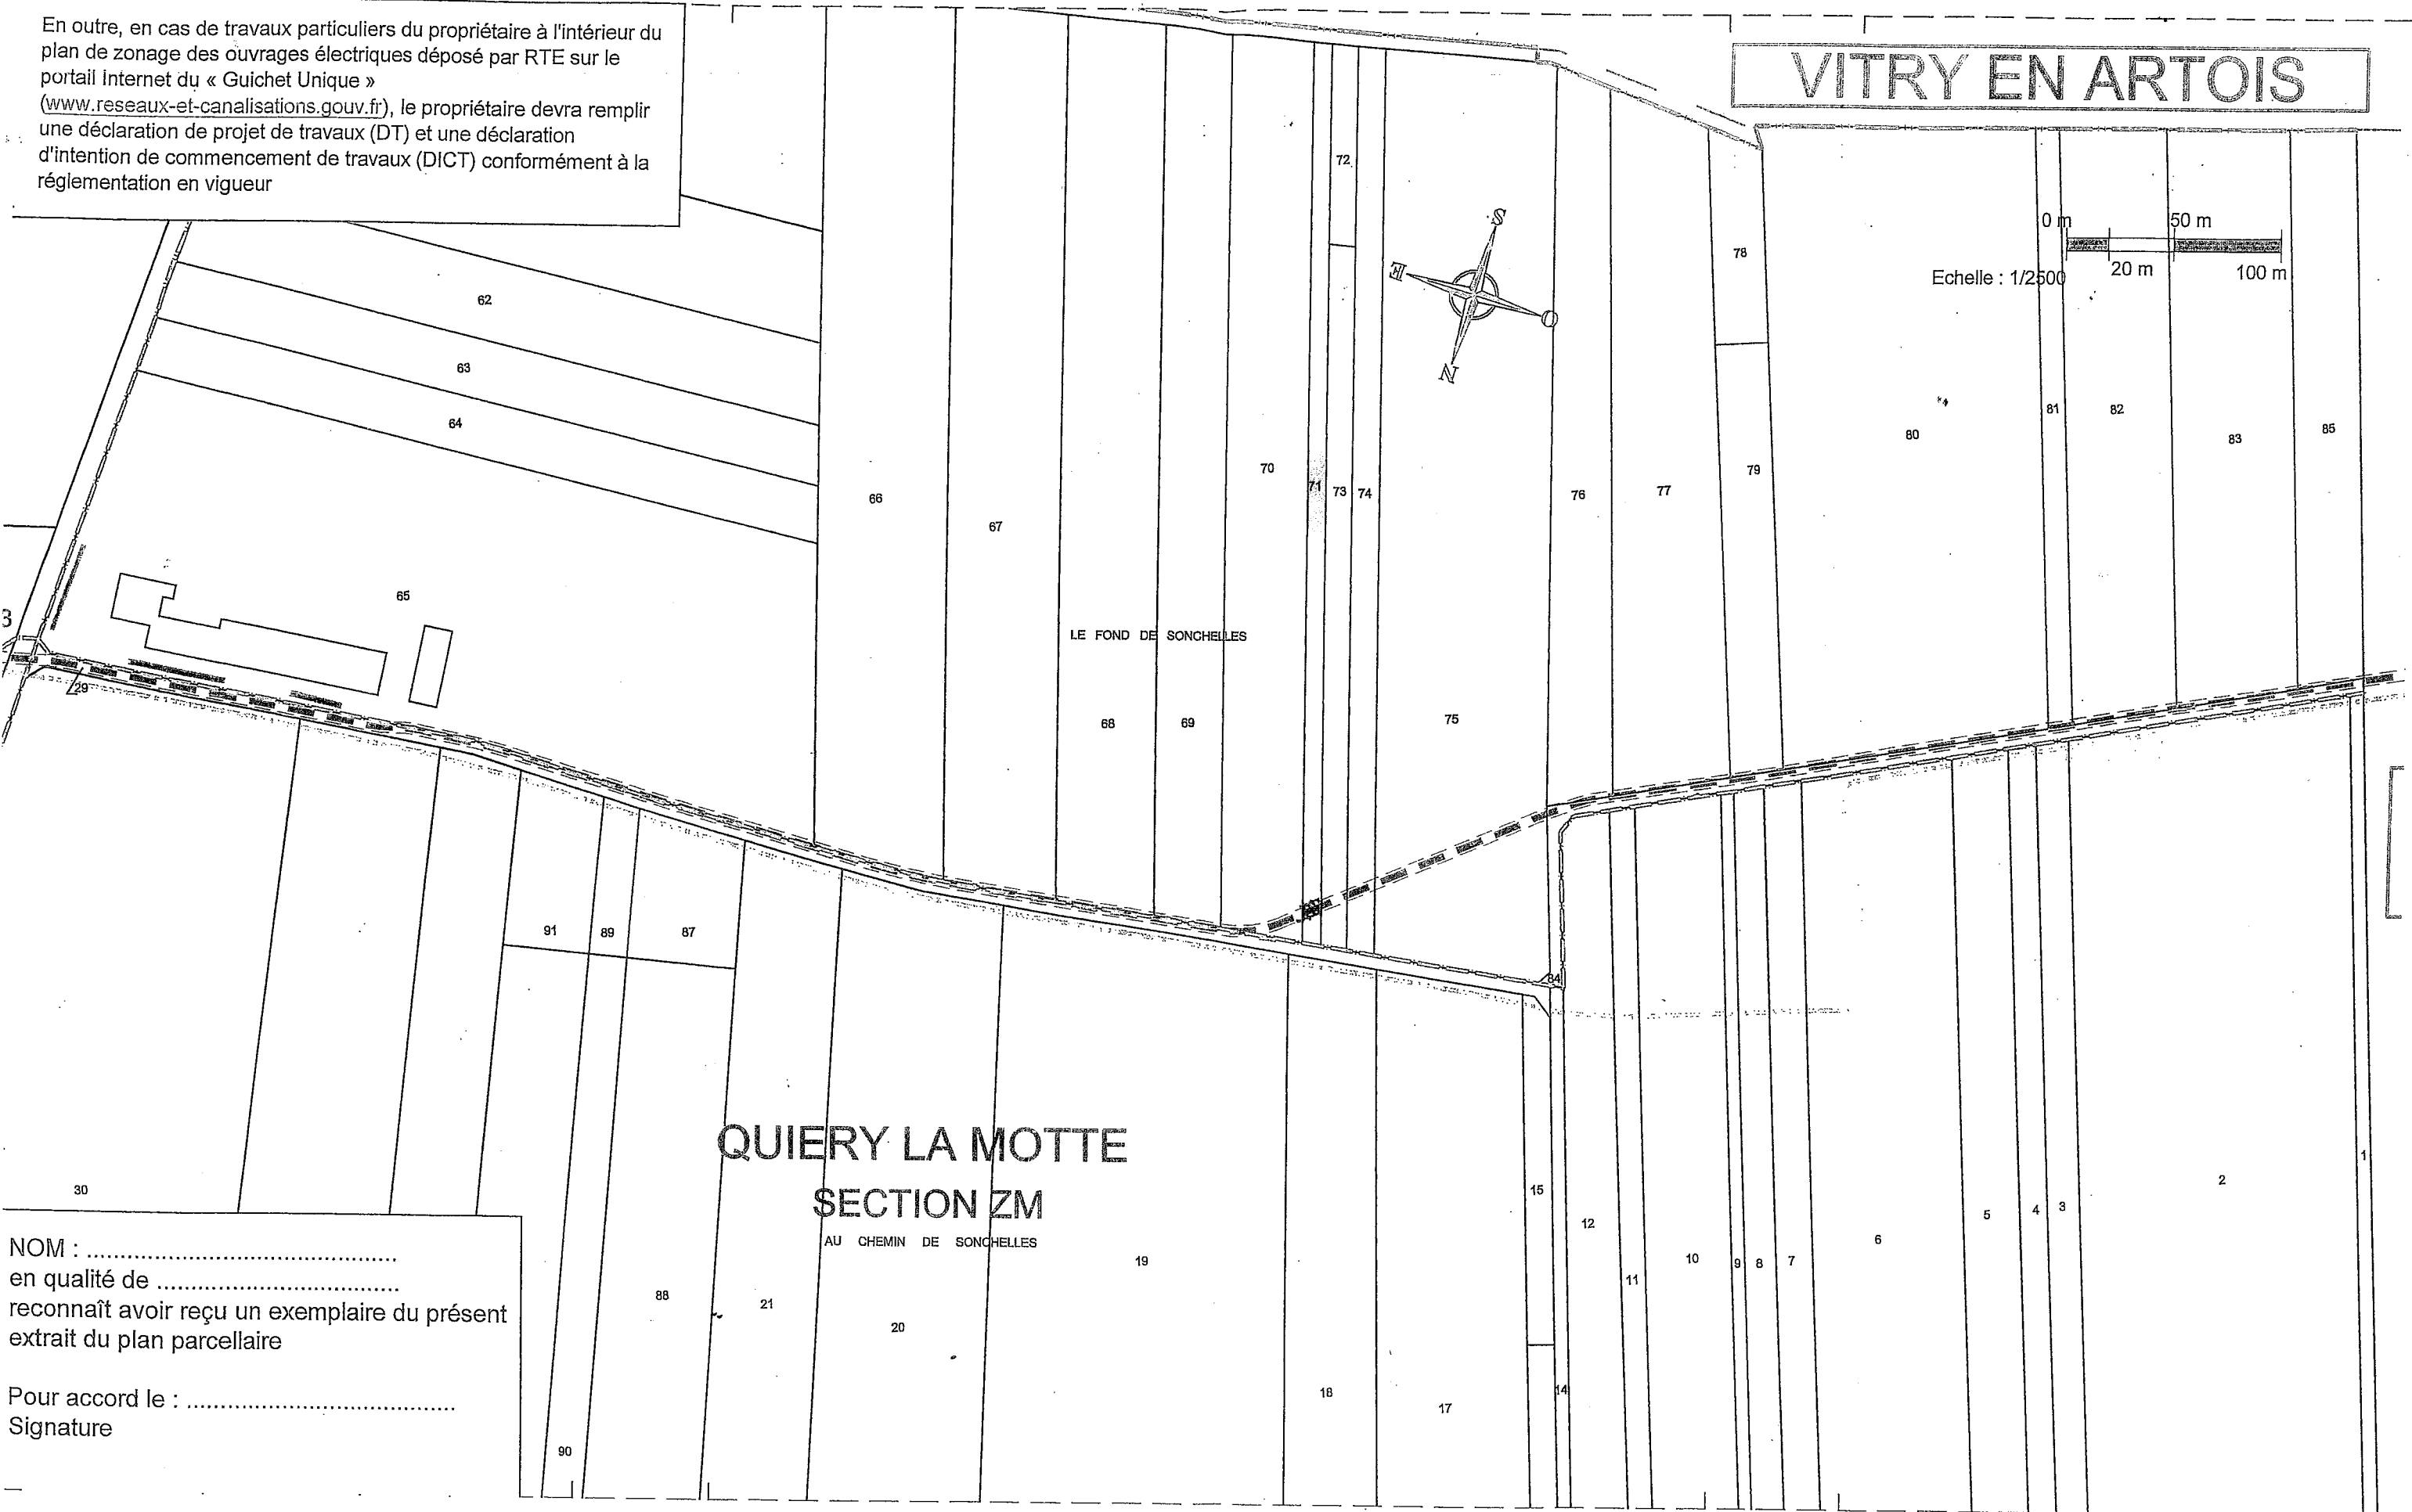 En outre, en cas de travaux particuliers du propriétaire à l'intérieur du
plan de zonage des ouvrages électriques déposé par RTE sur le
portail Internet du « Guichet Unique »
(www.reseaux-et-canalisations.gouv.fr), le propriétaire devra remplir
une déclaration de projet de travaux (DT) et une déclaration
d'intention de commencement de travaux (DICT) conformément à la
réglementation en vigueur
VITRY EN ARTOIS
0 m 50 m
20 m 100 m
Echelle : 1/2500
S
E
O
N
72
78
62
63
64
66
67
70
71
73
74
76
77
79
80
81
82
83
85
65
3
29
LE FOND DE SONCHELLES
68
69
75
84
91
89
87
30
QUIERY LA MOTTE
SECTION ZM
AU CHEMIN DE SONCHELLES
88
21
20
19
18
17
15
14
12
11
10
9
8
7
6
5
4
3
2
1
90
NOM : ..............................................
en qualité de ....................................
reconnaît avoir reçu un exemplaire du présent
extrait du plan parcellaire
Pour accord le : ........................................
Signature